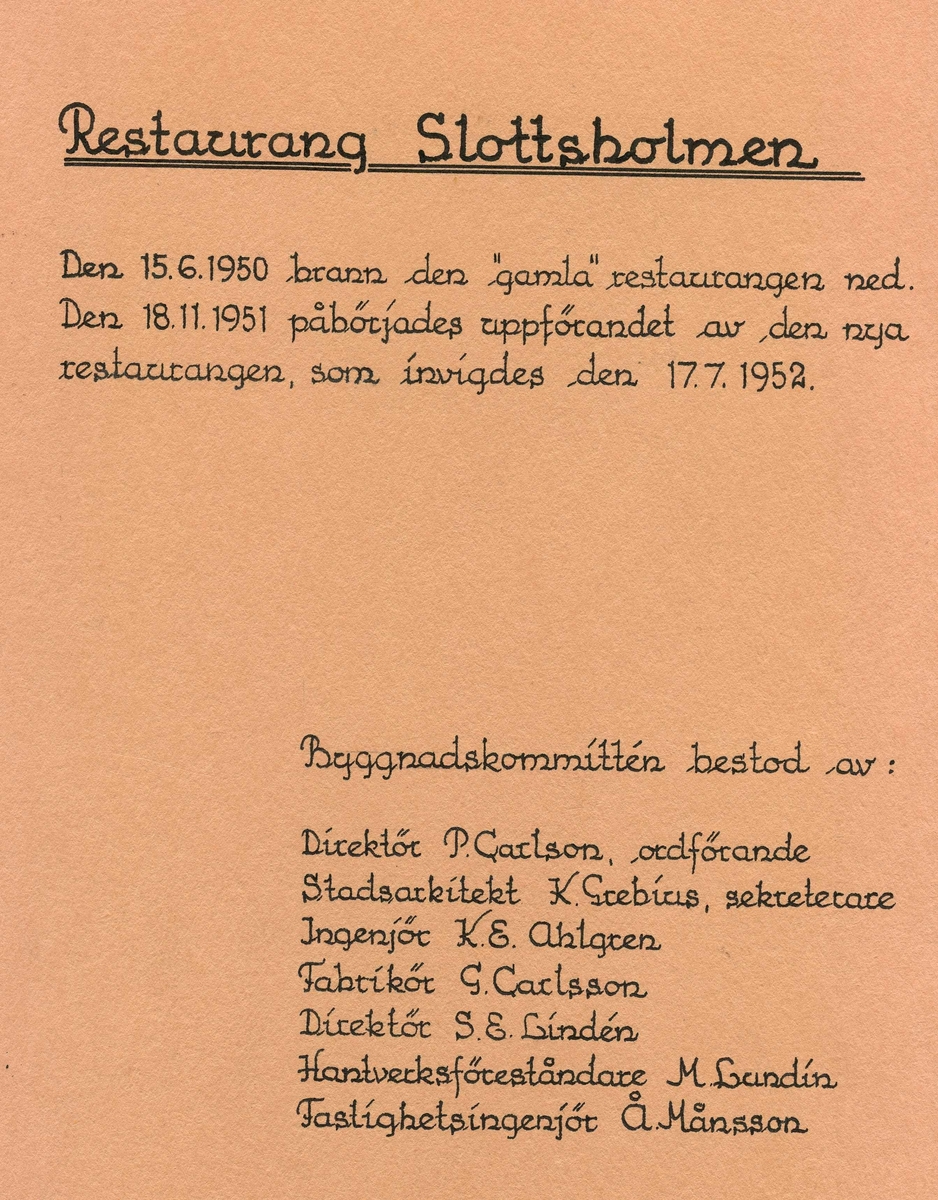 Restaurang Slottsholmen
Den 15.6.1950 brann den "gamla" restaurangen ned.
Den 18.11.1951 påbörjades uppförandet av den nya
restaurangen, som invigdes den 17.7.1952.
Byggnadskommittén bestod av:
Direktör P. Carlson, ordförande
Stadsarkitekt K. Grebius, sekreterare
Ingenjör K.E. Ahlgren
Fabrikör G. Carlsson
Direktör S.E. Lindén
Hantverksföreståndare M. Lundin
Fastighetsingenjör Å. Månsson